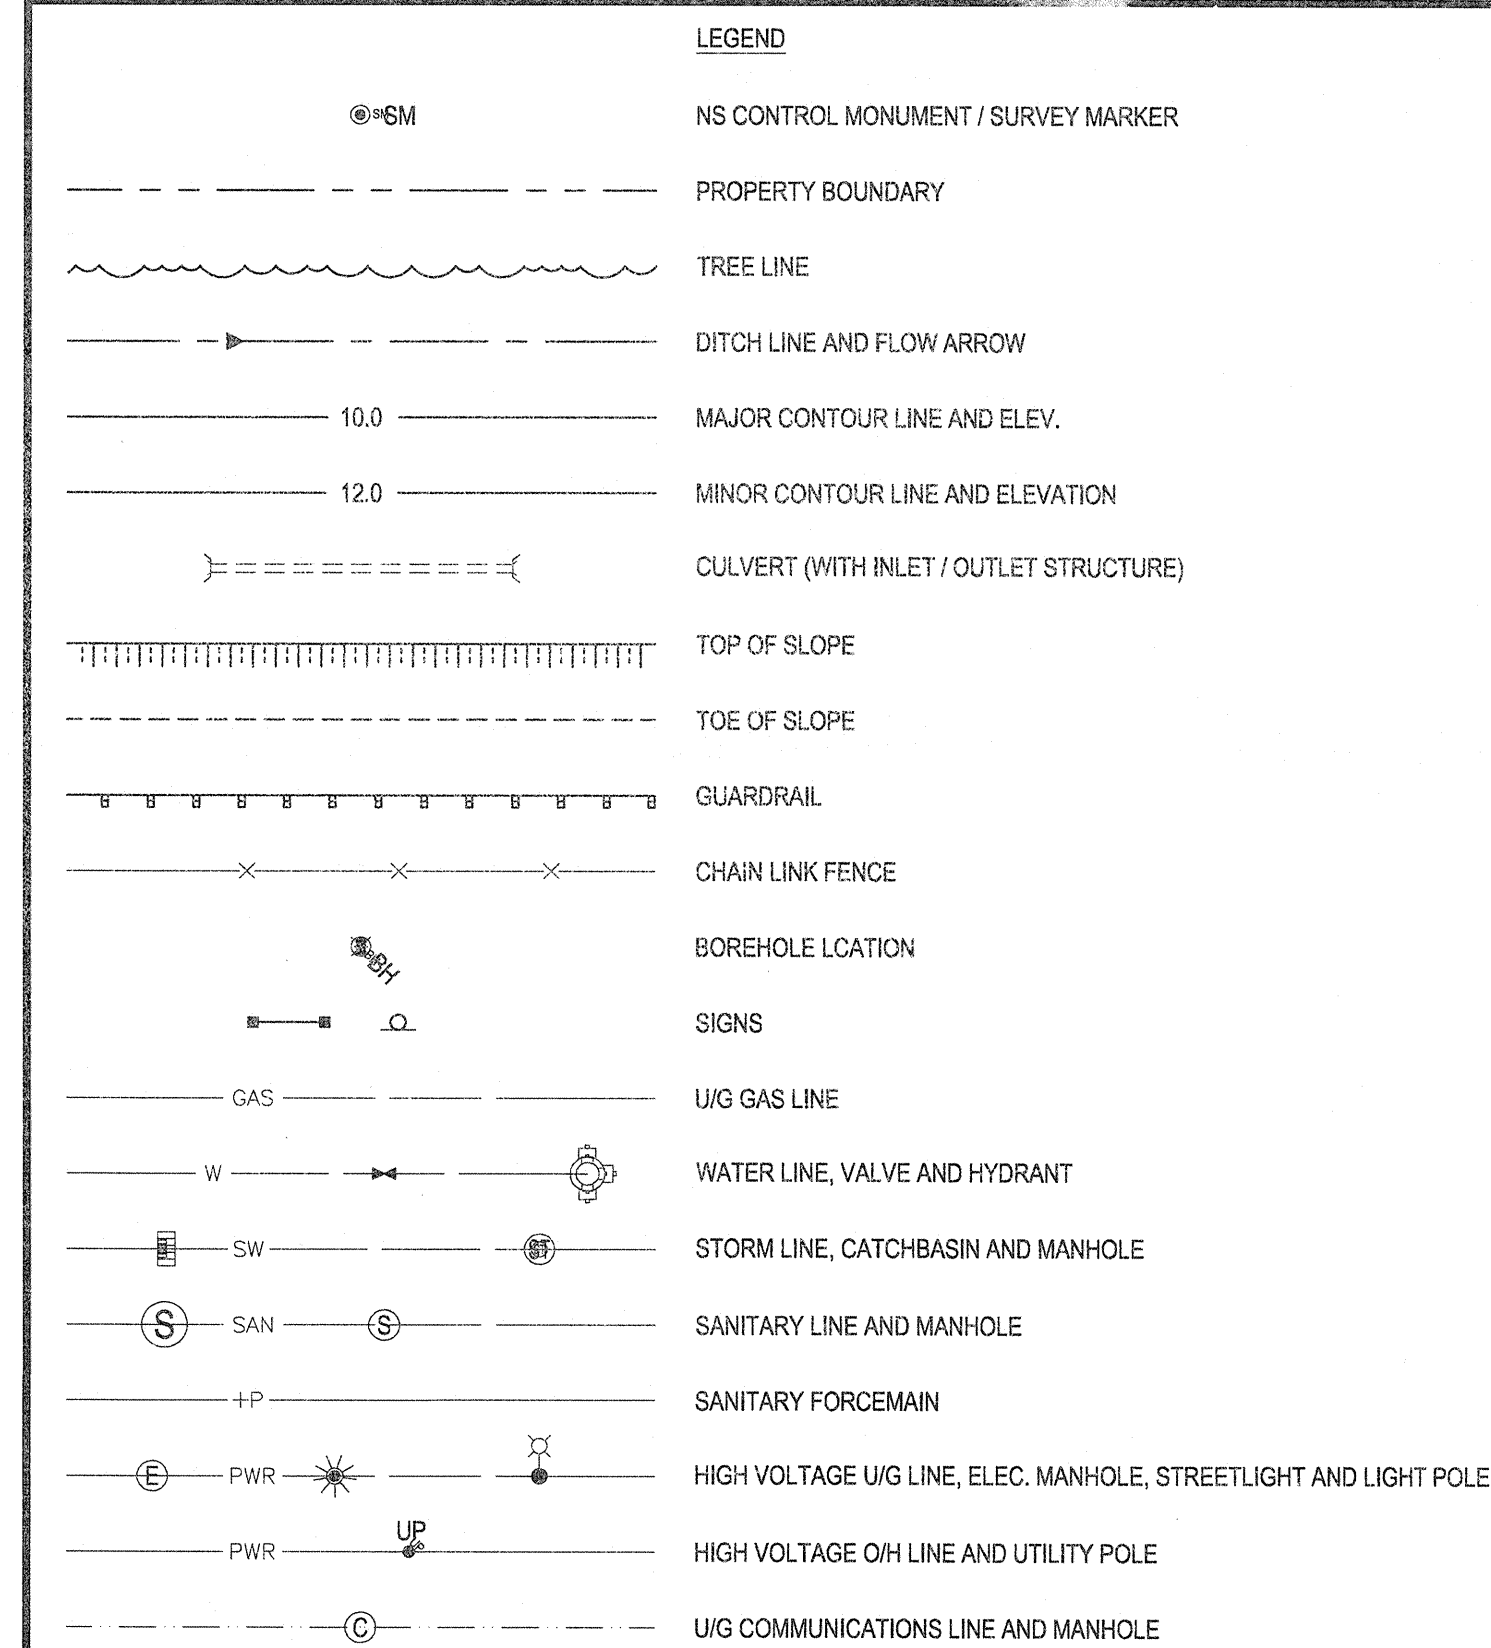 LEGEND
SM SM NS CONTROL MONUMENT / SURVEY MARKER
PROPERTY BOUNDARY
TREE LINE
DITCH LINE AND FLOW ARROW
10.0 MAJOR CONTOUR LINE AND ELEV.
12.0 MINOR CONTOUR LINE AND ELEVATION
CULVERT (WITH INLET / OUTLET STRUCTURE)
TOP OF SLOPE
TOE OF SLOPE
GUARDRAIL
CHAIN LINK FENCE
BH BOREHOLE LCATION
SIGNS
GAS U/G GAS LINE
W WATER LINE, VALVE AND HYDRANT
SW ST STORM LINE, CATCHBASIN AND MANHOLE
S SAN S SANITARY LINE AND MANHOLE
+P SANITARY FORCEMAIN
E PWR HIGH VOLTAGE U/G LINE, ELEC. MANHOLE, STREETLIGHT AND LIGHT POLE
PWR UP HIGH VOLTAGE O/H LINE AND UTILITY POLE
C U/G COMMUNICATIONS LINE AND MANHOLE